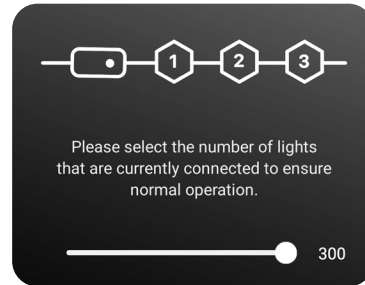 1 2 3
Please select the number of lights
that are currently connected to ensure
normal operation.
300